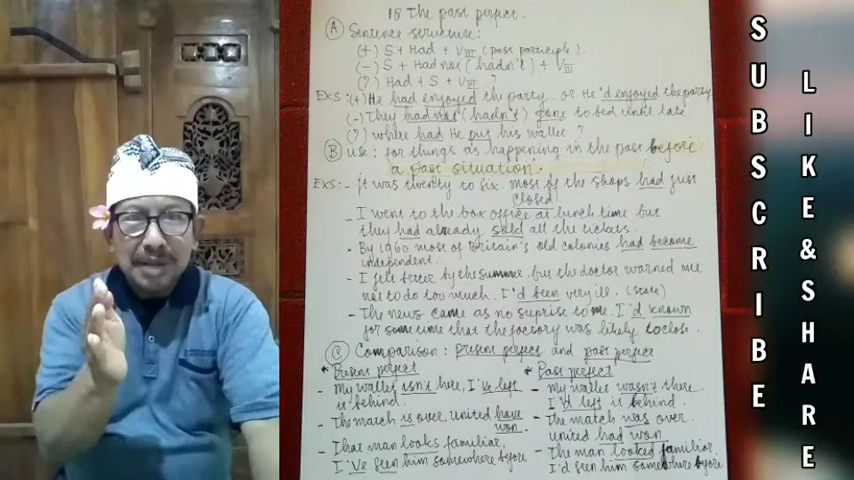 18 The past perfect.
(A) Sentence structure:
(+) S + Had + VIII (past participle).
(-) S + Had not (hadn't) + VIII
(?) Had + S + VIII ?
EXS: (+) He had enjoyed the party. or He'd enjoyed the party
(-) They had not (hadn't) gone to bed until late.
(?) Where had He put his wallet ?
(B) Use: for things as happening in the past before
a past situation.
EXS: - It was twenty to six. most of the shops had just
closed
- I went to the box office at lunch time but
they had already sold all the tickets.
- By 1960 most of Britain's old colonies had become
independent.
- I felt better by the summer but the doctor warned me
not to do too much. I'd been very ill. (state)
- The news came as no suprise to me. I'd known
for some time that the factory was likely to close.
(C) Comparison: present perfect and past perfect
* Present perfect
- My wallet isn't here, I've left
it behind.
- The match is over. united have
won.
- That man looks familiar,
I've seen him somewhere before
* Past perfect
- My wallet wasn't there
I'd left it behind.
- The match was over.
united had won
- The man looked familiar.
I'd seen him somewhere before
SUBSCRIBE
LIKE & SHARE